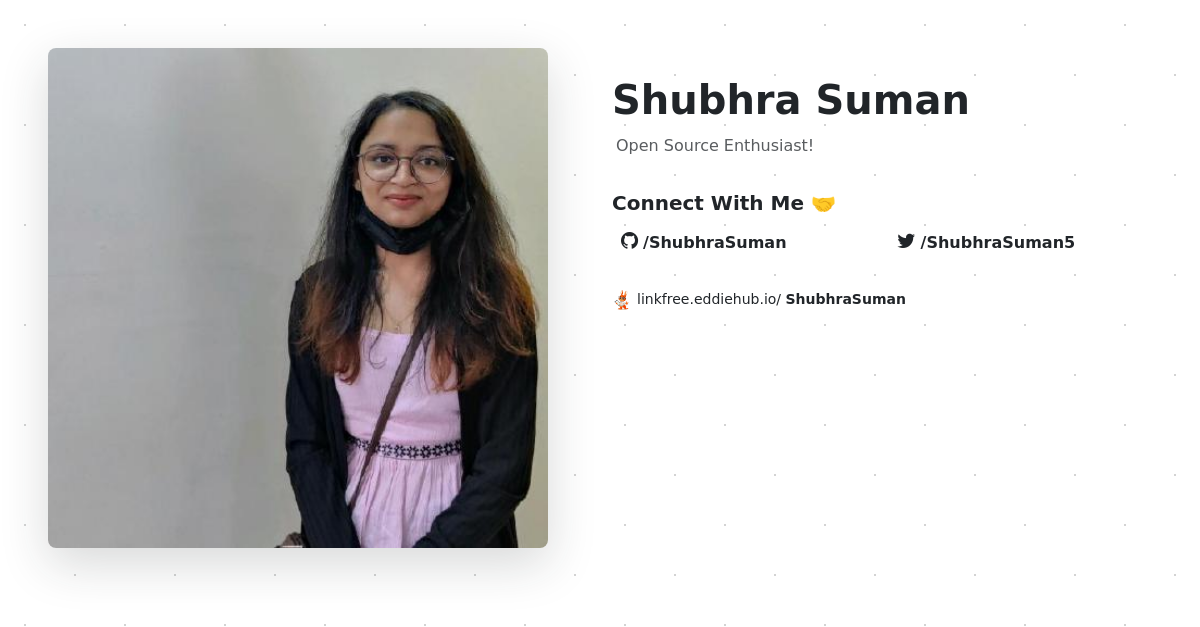 Shubhra Suman
Open Source Enthusiast!
Connect With Me 🤝
/ShubhraSuman /ShubhraSuman5
linkfree.eddiehub.io/ ShubhraSuman